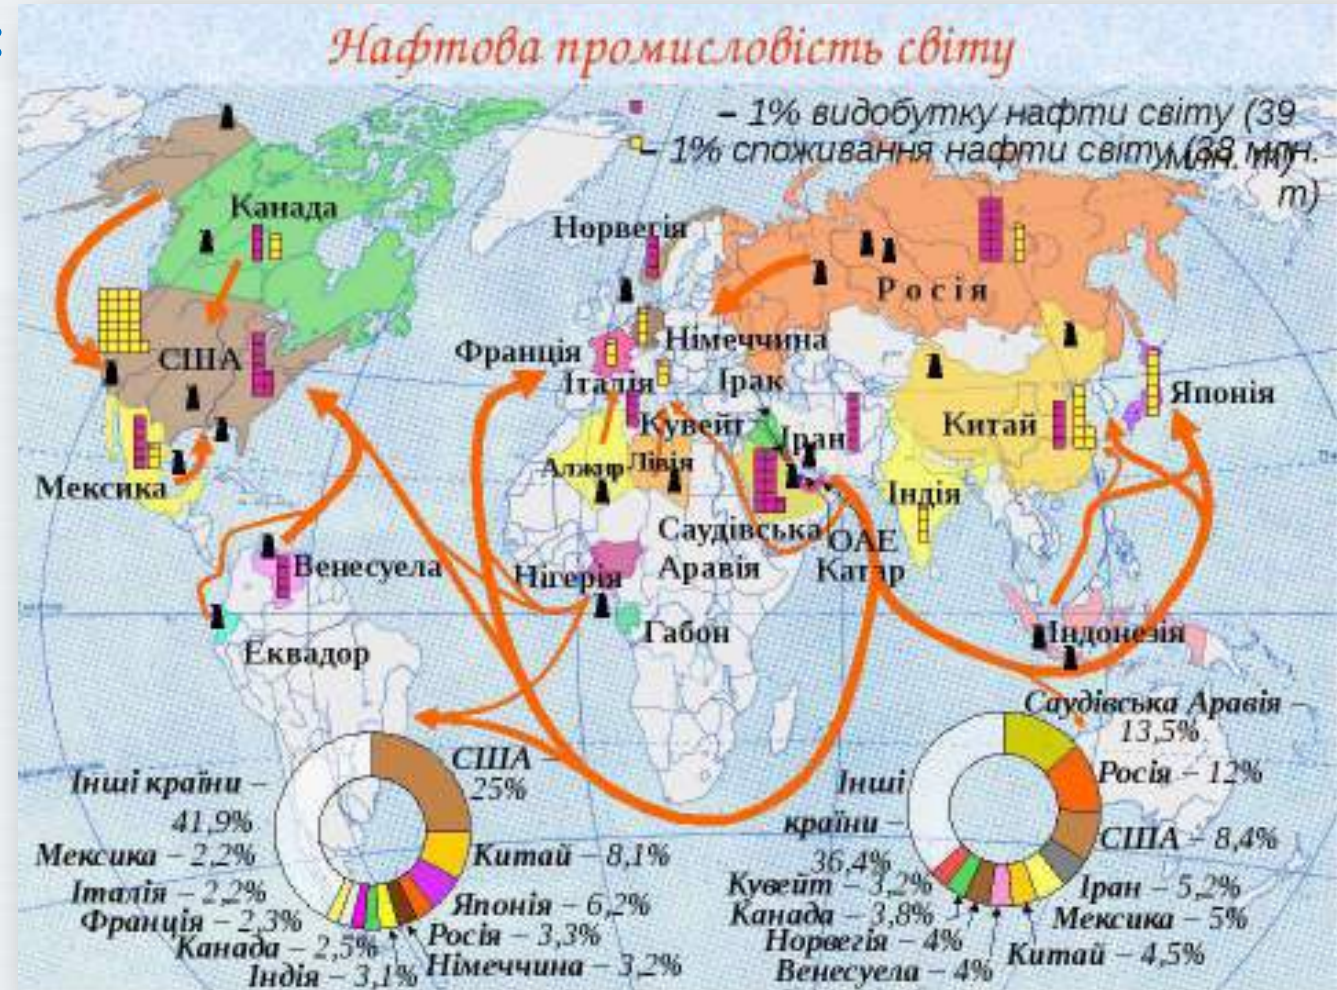 Нафтова промисловість світу
– 1% видобутку нафти світу (39
млн. т)
– 1% споживання нафти світу (38 млн.
т)
Канада
Норвегія
Росія
США
Франція
Німеччина
Італія
Ірак
Японія
Кувейт
Іран
Китай
Мексика
Алжир
Лівія
Індія
Саудівська
Аравія
ОАЕ
Катар
Венесуела
Нігерія
Габон
Індонезія
Еквадор
США –
25%
Китай – 8,1%
Японія – 6,2%
Росія – 3,3%
Німеччина – 3,2%
Індія – 3,1%
Канада – 2,5%
Франція – 2,3%
Італія – 2,2%
Мексика – 2,2%
Інші країни –
41,9%
Саудівська Аравія –
13,5%
Росія – 12%
США – 8,4%
Іран – 5,2%
Мексика – 5%
Китай – 4,5%
Венесуела – 4%
Норвегія – 4%
Канада – 3,8%
Кувейт – 3,2%
Інші
країни –
36,4%